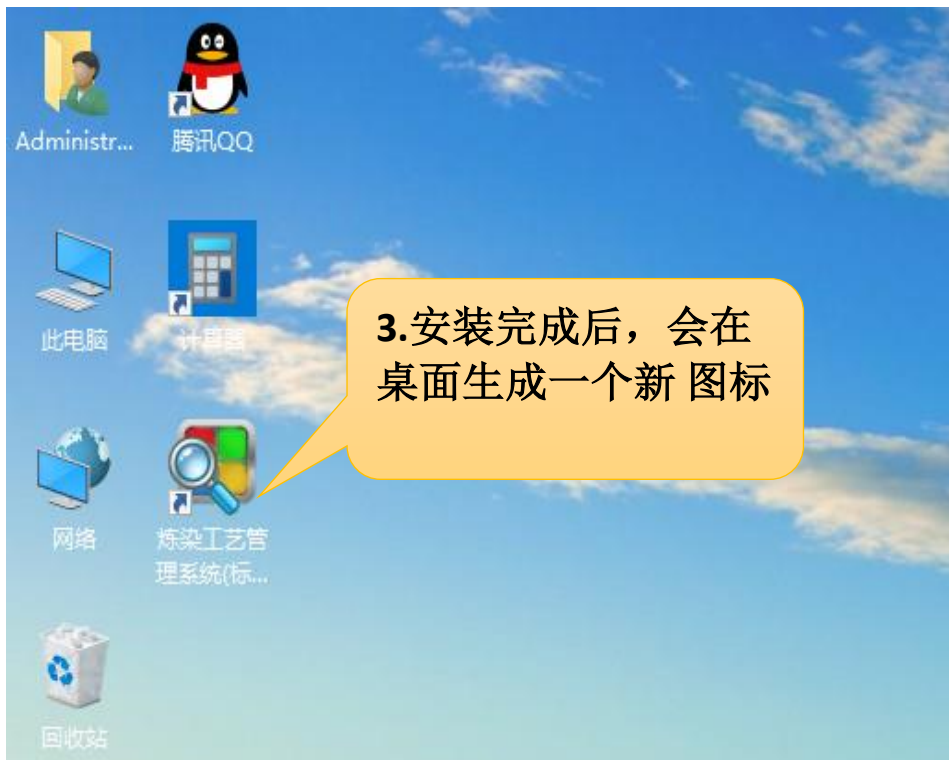 Administr...
腾讯QQ
此电脑
计算器
3.安装完成后，会在
桌面生成一个新 图标
网络
炼染工艺管
理系统(标...
回收站